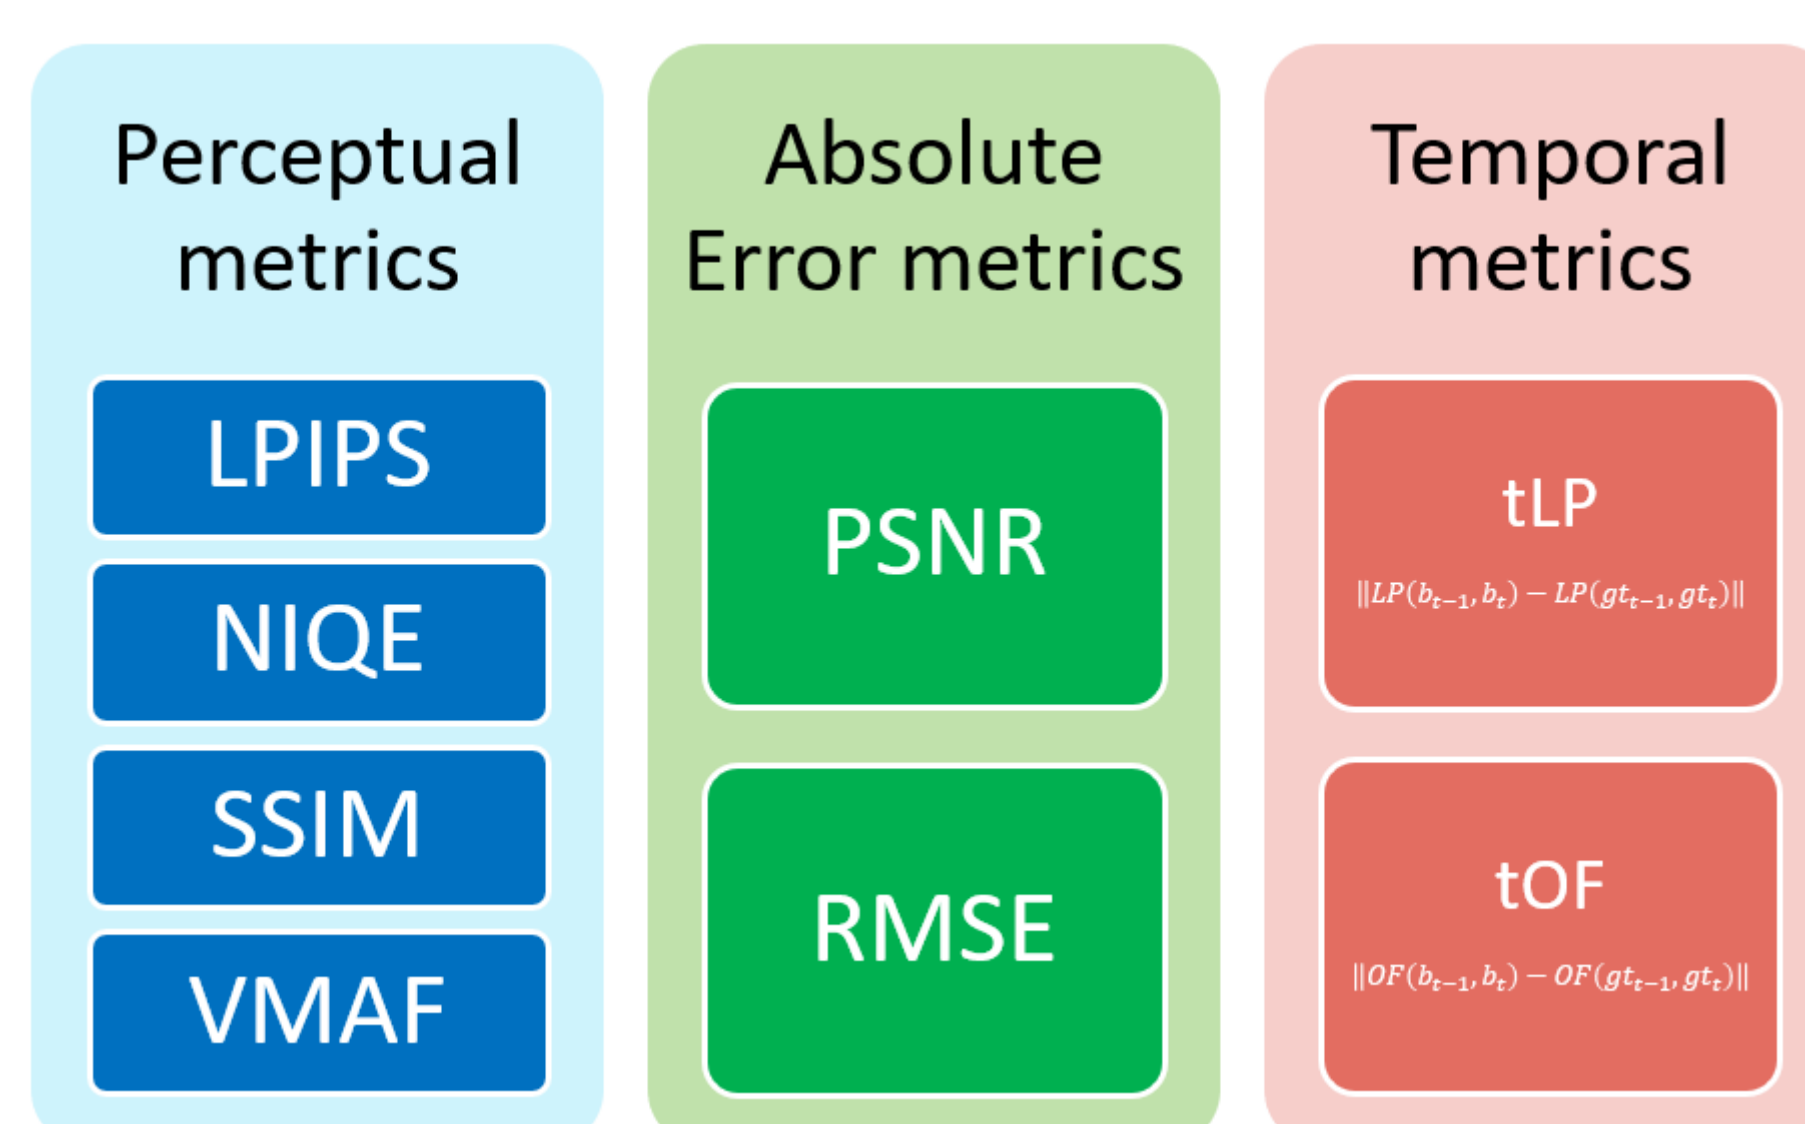 Perceptual
metrics
LPIPS
NIQE
SSIM
VMAF
Absolute
Error metrics
PSNR
RMSE
Temporal
metrics
tLP
‖LP(b_{t−1}, b_t) − LP(gt_{t−1}, gt_t)‖
tOF
‖OF(b_{t−1}, b_t) − OF(gt_{t−1}, gt_t)‖